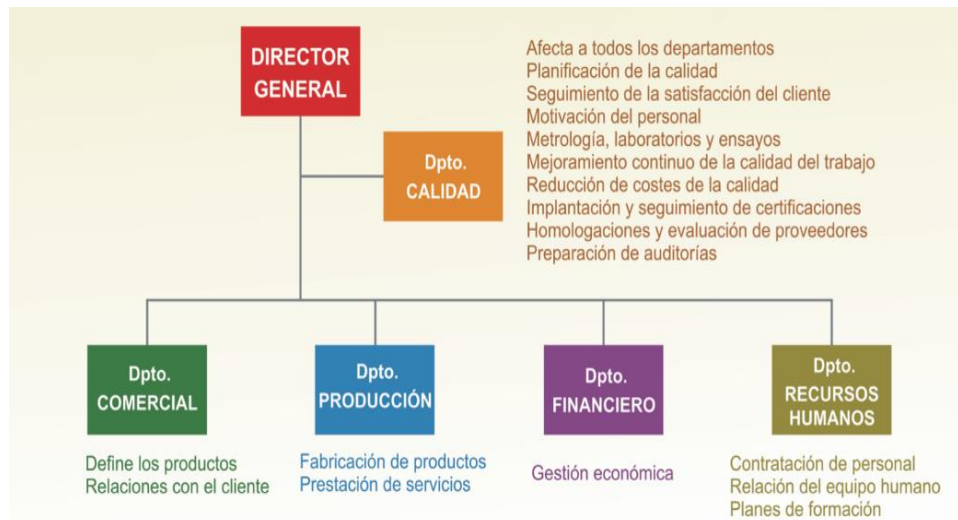 DIRECTOR
GENERAL
Afecta a todos los departamentos
Planificación de la calidad
Seguimiento de la satisfacción del cliente
Motivación del personal
Metrología, laboratorios y ensayos
Mejoramiento continuo de la calidad del trabajo
Reducción de costes de la calidad
Implantación y seguimiento de certificaciones
Homologaciones y evaluación de proveedores
Preparación de auditorías
Dpto.
CALIDAD
Dpto.
COMERCIAL
Define los productos
Relaciones con el cliente
Dpto.
PRODUCCIÓN
Fabricación de productos
Prestación de servicios
Dpto.
FINANCIERO
Gestión económica
Dpto.
RECURSOS
HUMANOS
Contratación de personal
Relación del equipo humano
Planes de formación